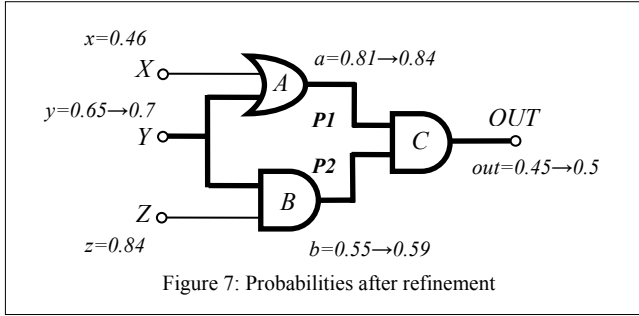 x=0.46
X
A
a=0.81→0.84
y=0.65→0.7
Y
P1
C
OUT
P2
out=0.45→0.5
Z
B
z=0.84
b=0.55→0.59
Figure 7: Probabilities after refinement